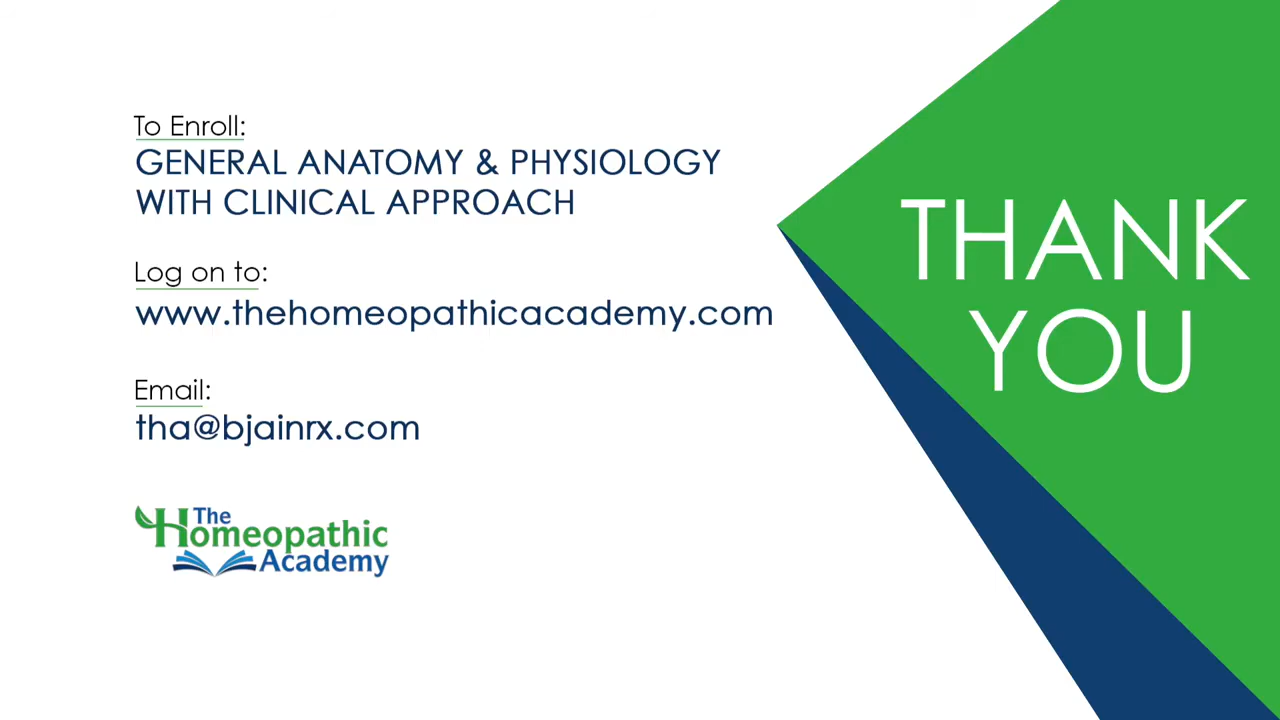 To Enroll:
GENERAL ANATOMY & PHYSIOLOGY
WITH CLINICAL APPROACH
Log on to:
www.thehomeopathicacademy.com
Email:
tha@bjainrx.com
The
Homeopathic
Academy
THANK
YOU